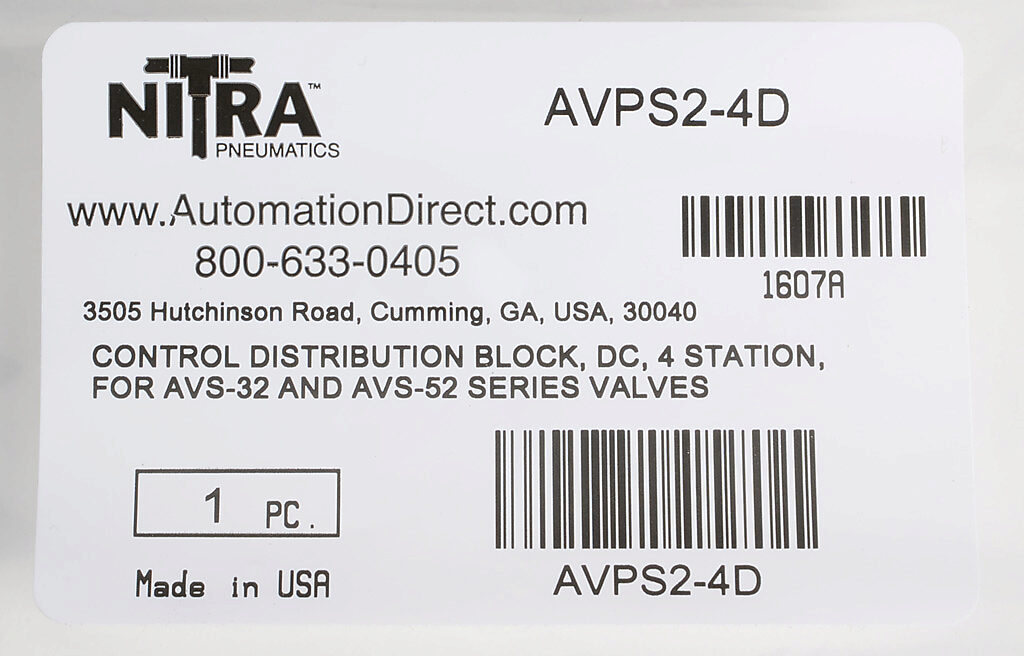 NITRA™
PNEUMATICS
AVPS2-4D
www.AutomationDirect.com
800-633-0405
1607A
3505 Hutchinson Road, Cumming, GA, USA, 30040
CONTROL DISTRIBUTION BLOCK, DC, 4 STATION,
FOR AVS-32 AND AVS-52 SERIES VALVES
1 PC.
Made in USA
AVPS2-4D